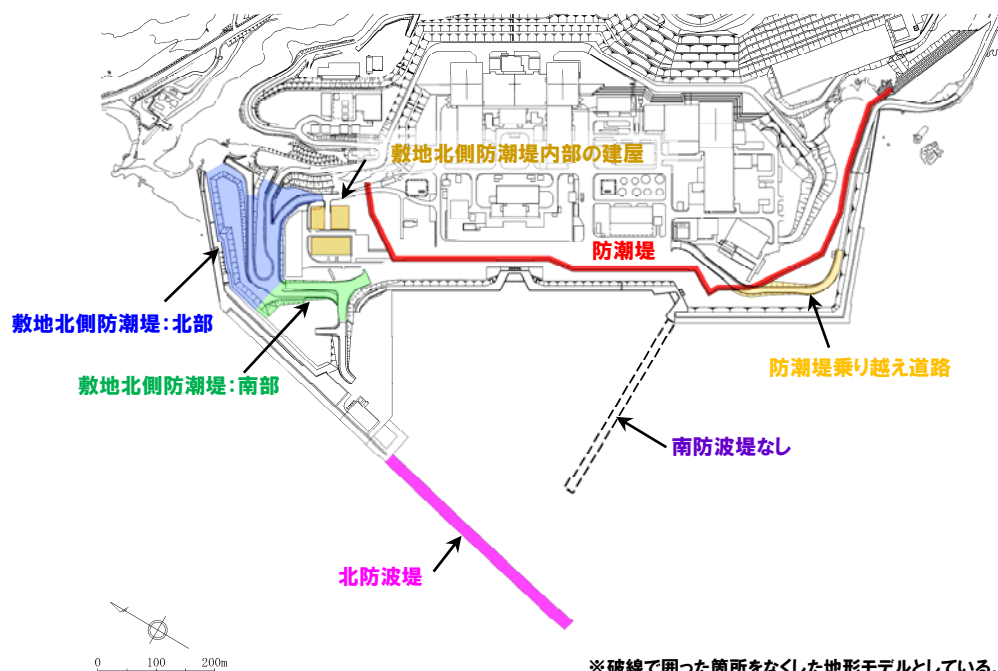 敷地北側防潮堤内部の建屋
防潮堤
敷地北側防潮堤:北部
防潮堤乗り越え道路
敷地北側防潮堤:南部
南防波堤なし
北防波堤
0 100 200m
※破線で囲った箇所をなくした地形モデルとしている。